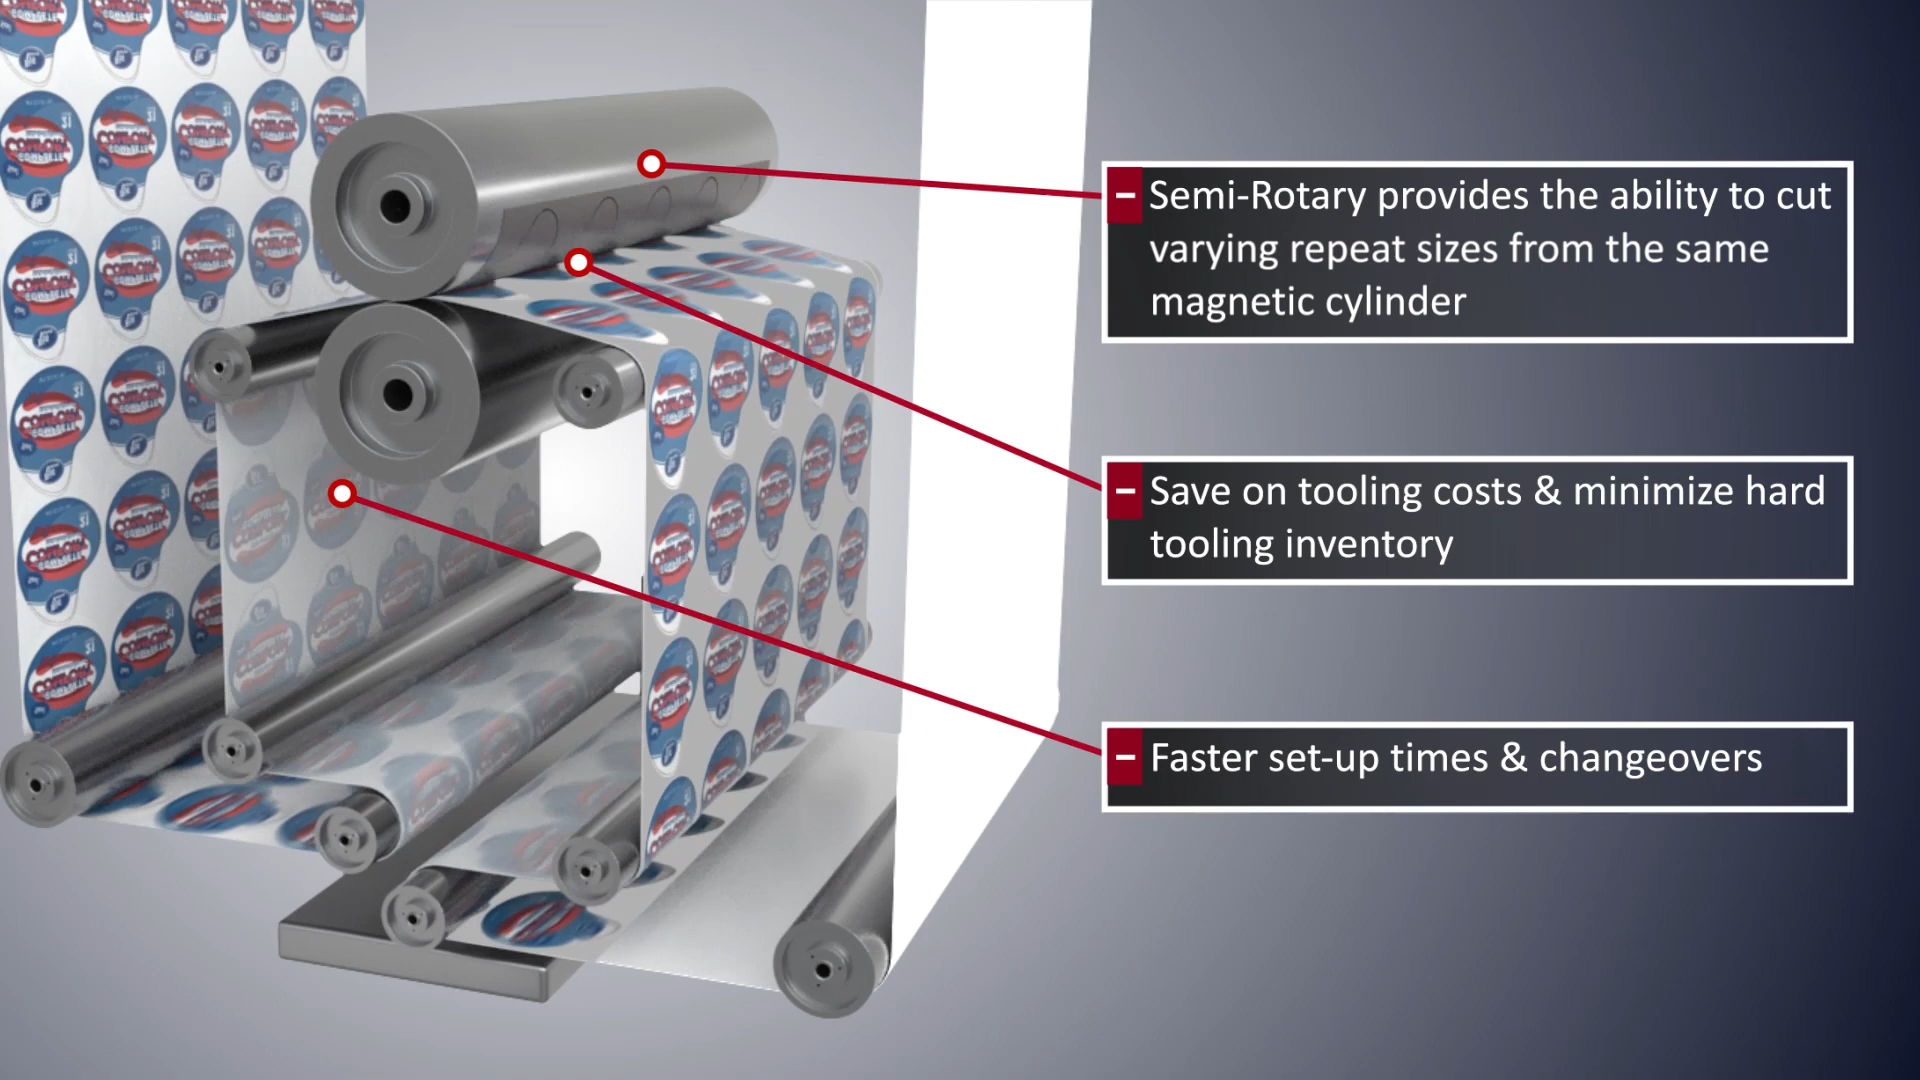 – Semi-Rotary provides the ability to cut
varying repeat sizes from the same
magnetic cylinder
– Save on tooling costs & minimize hard
tooling inventory
– Faster set-up times & changeovers